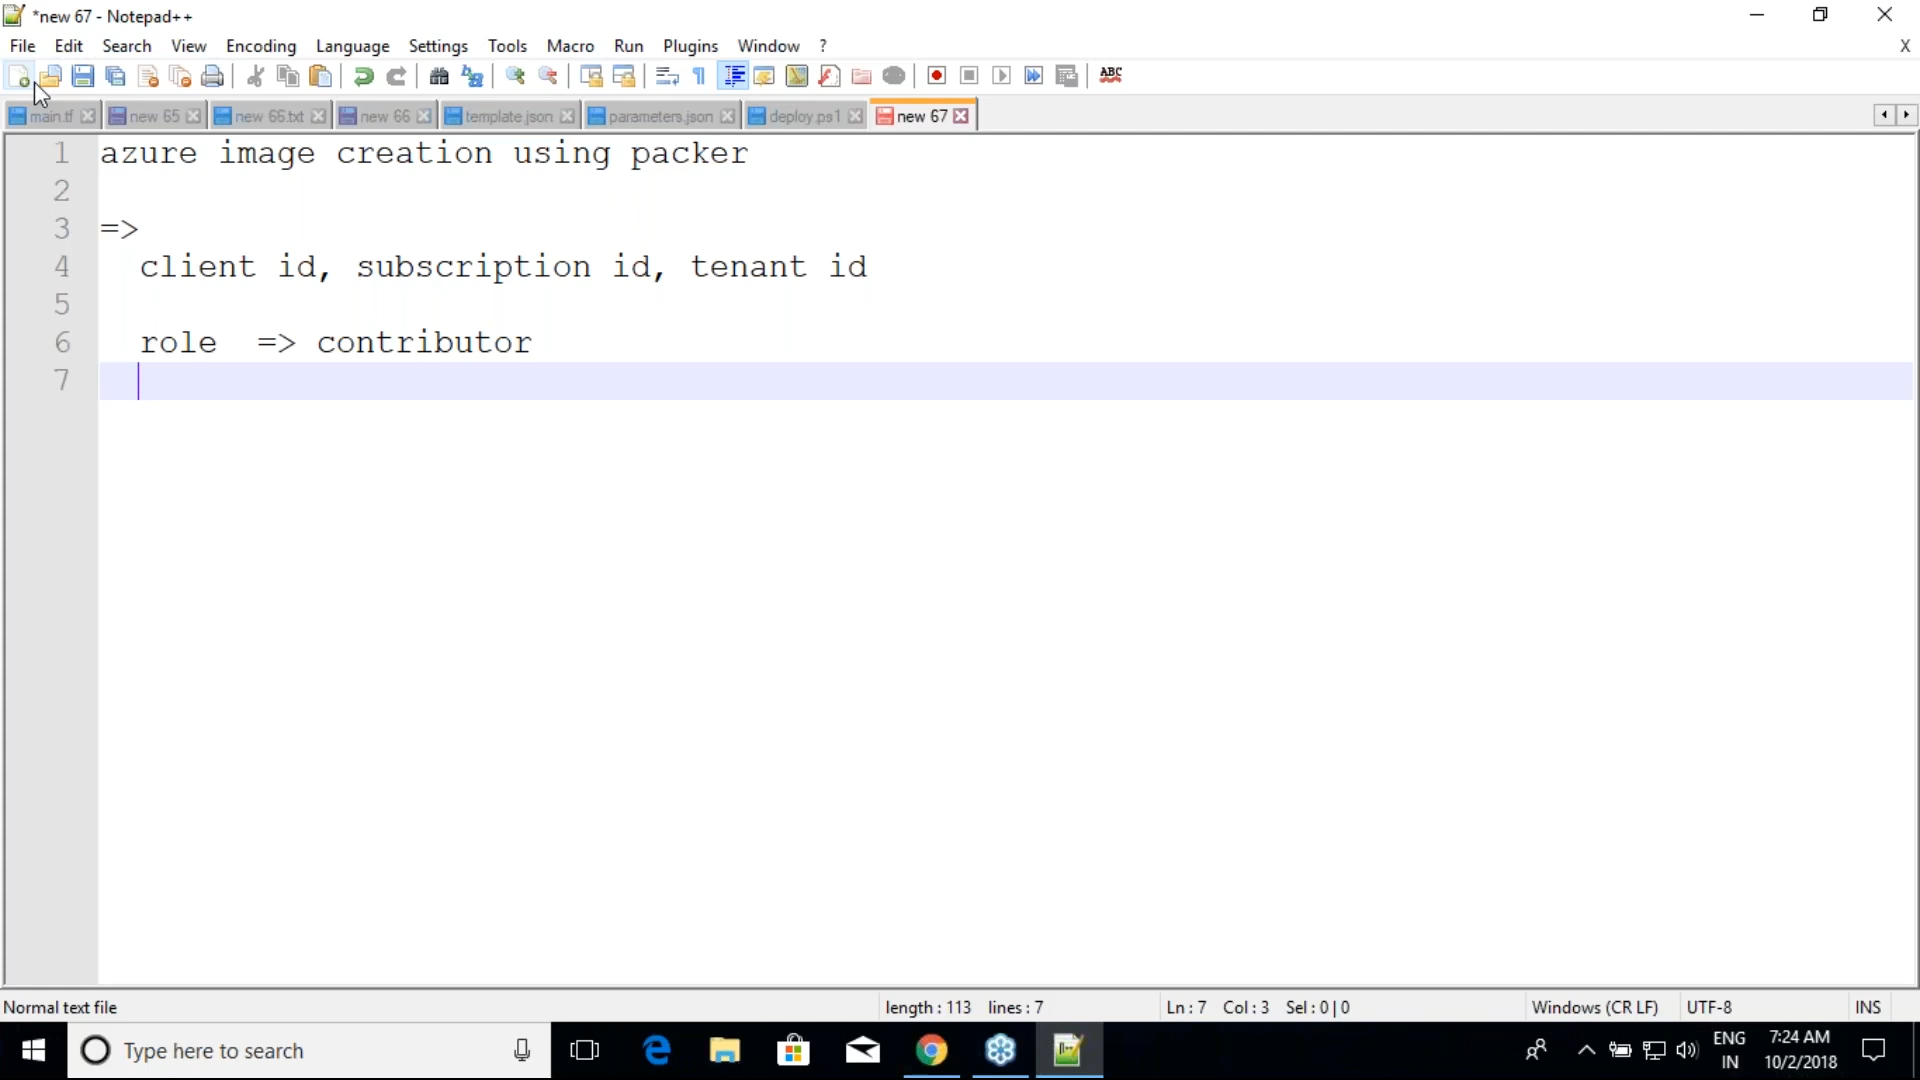 *new 67 - Notepad++
File Edit Search View Encoding Language Settings Tools Macro Run Plugins Window ? X
ABC
main.tf new 65 new 66.txt new 66 template.json parameters.json deploy.ps1 new 67
1 azure image creation using packer
2
3 =>
4 client id, subscription id, tenant id
5
6 role => contributor
7
Normal text file length : 113 lines : 7 Ln : 7 Col : 3 Sel : 0 | 0 Windows (CR LF) UTF-8 INS
Type here to search ENG 7:24 AM
IN 10/2/2018